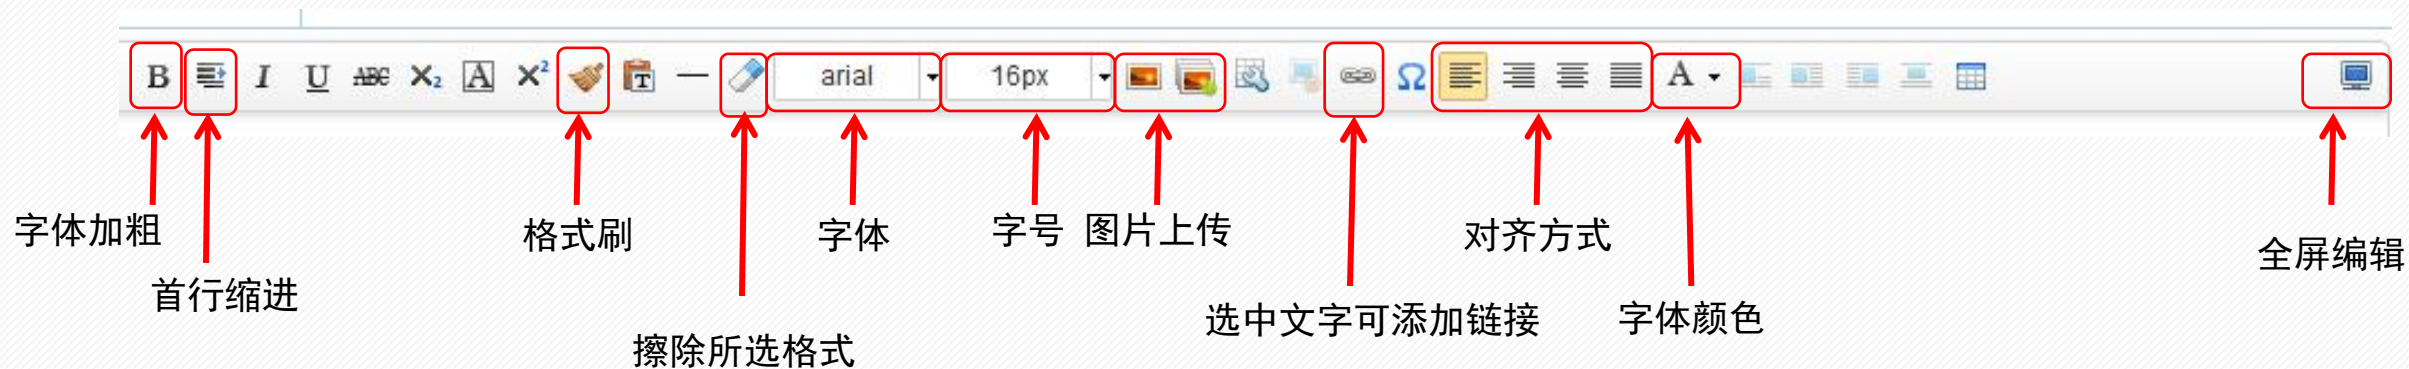 B I U ABC X₂ A X² T arial 16px Ω A
字体加粗
首行缩进
格式刷
擦除所选格式
字体
字号
图片上传
选中文字可添加链接
对齐方式
字体颜色
全屏编辑